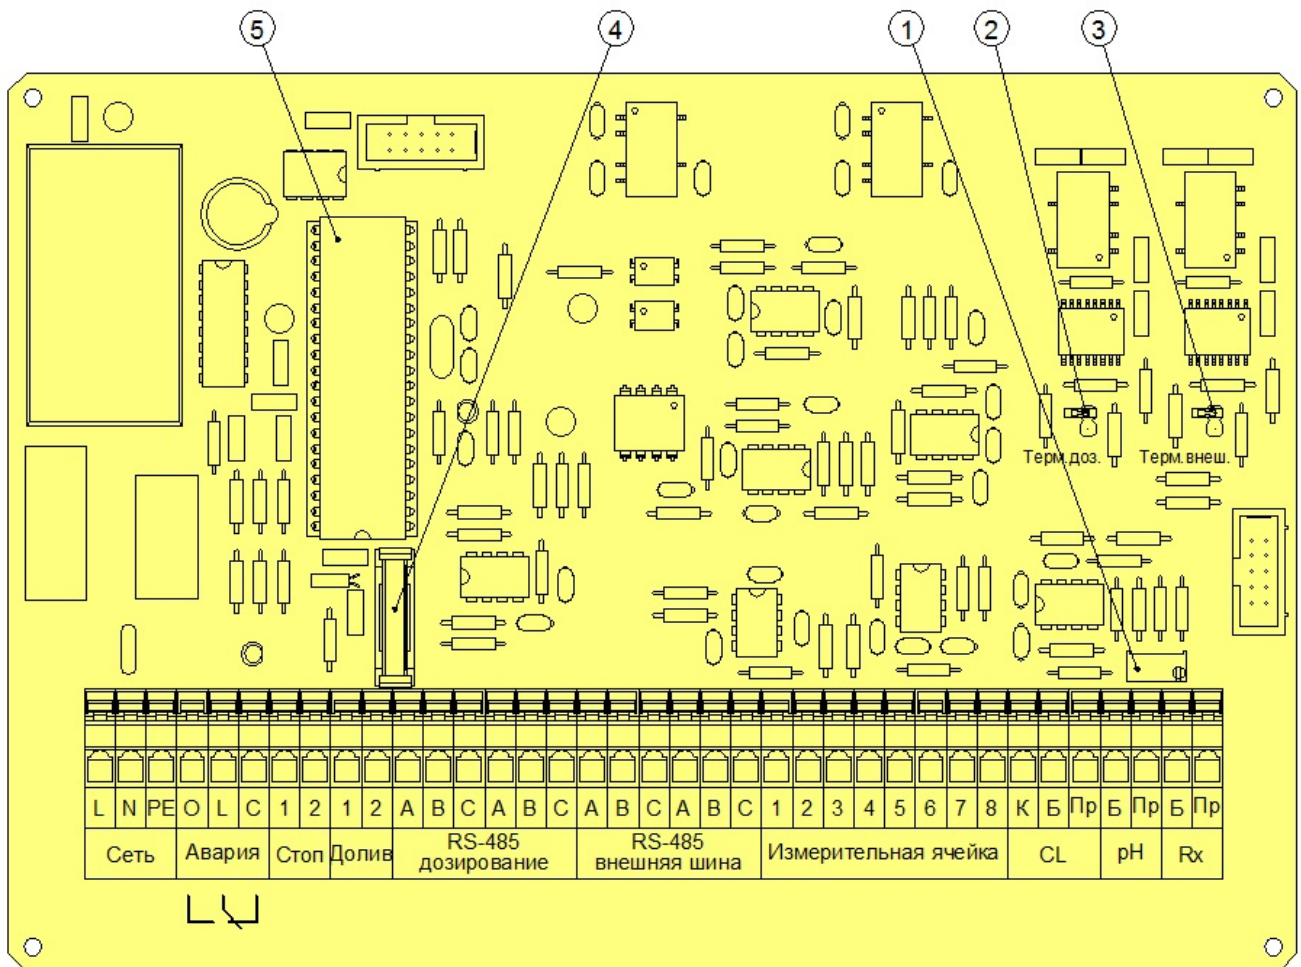 5 4 1 2 3
Терм.доз. Терм.внеш.
L N PE O L C 1 2 1 2 A B C A B C A B C A B C 1 2 3 4 5 6 7 8 К Б Пр Б Пр Б Пр
Сеть Авария Стоп Долив RS-485 дозирование RS-485 внешняя шина Измерительная ячейка CL pH Rx